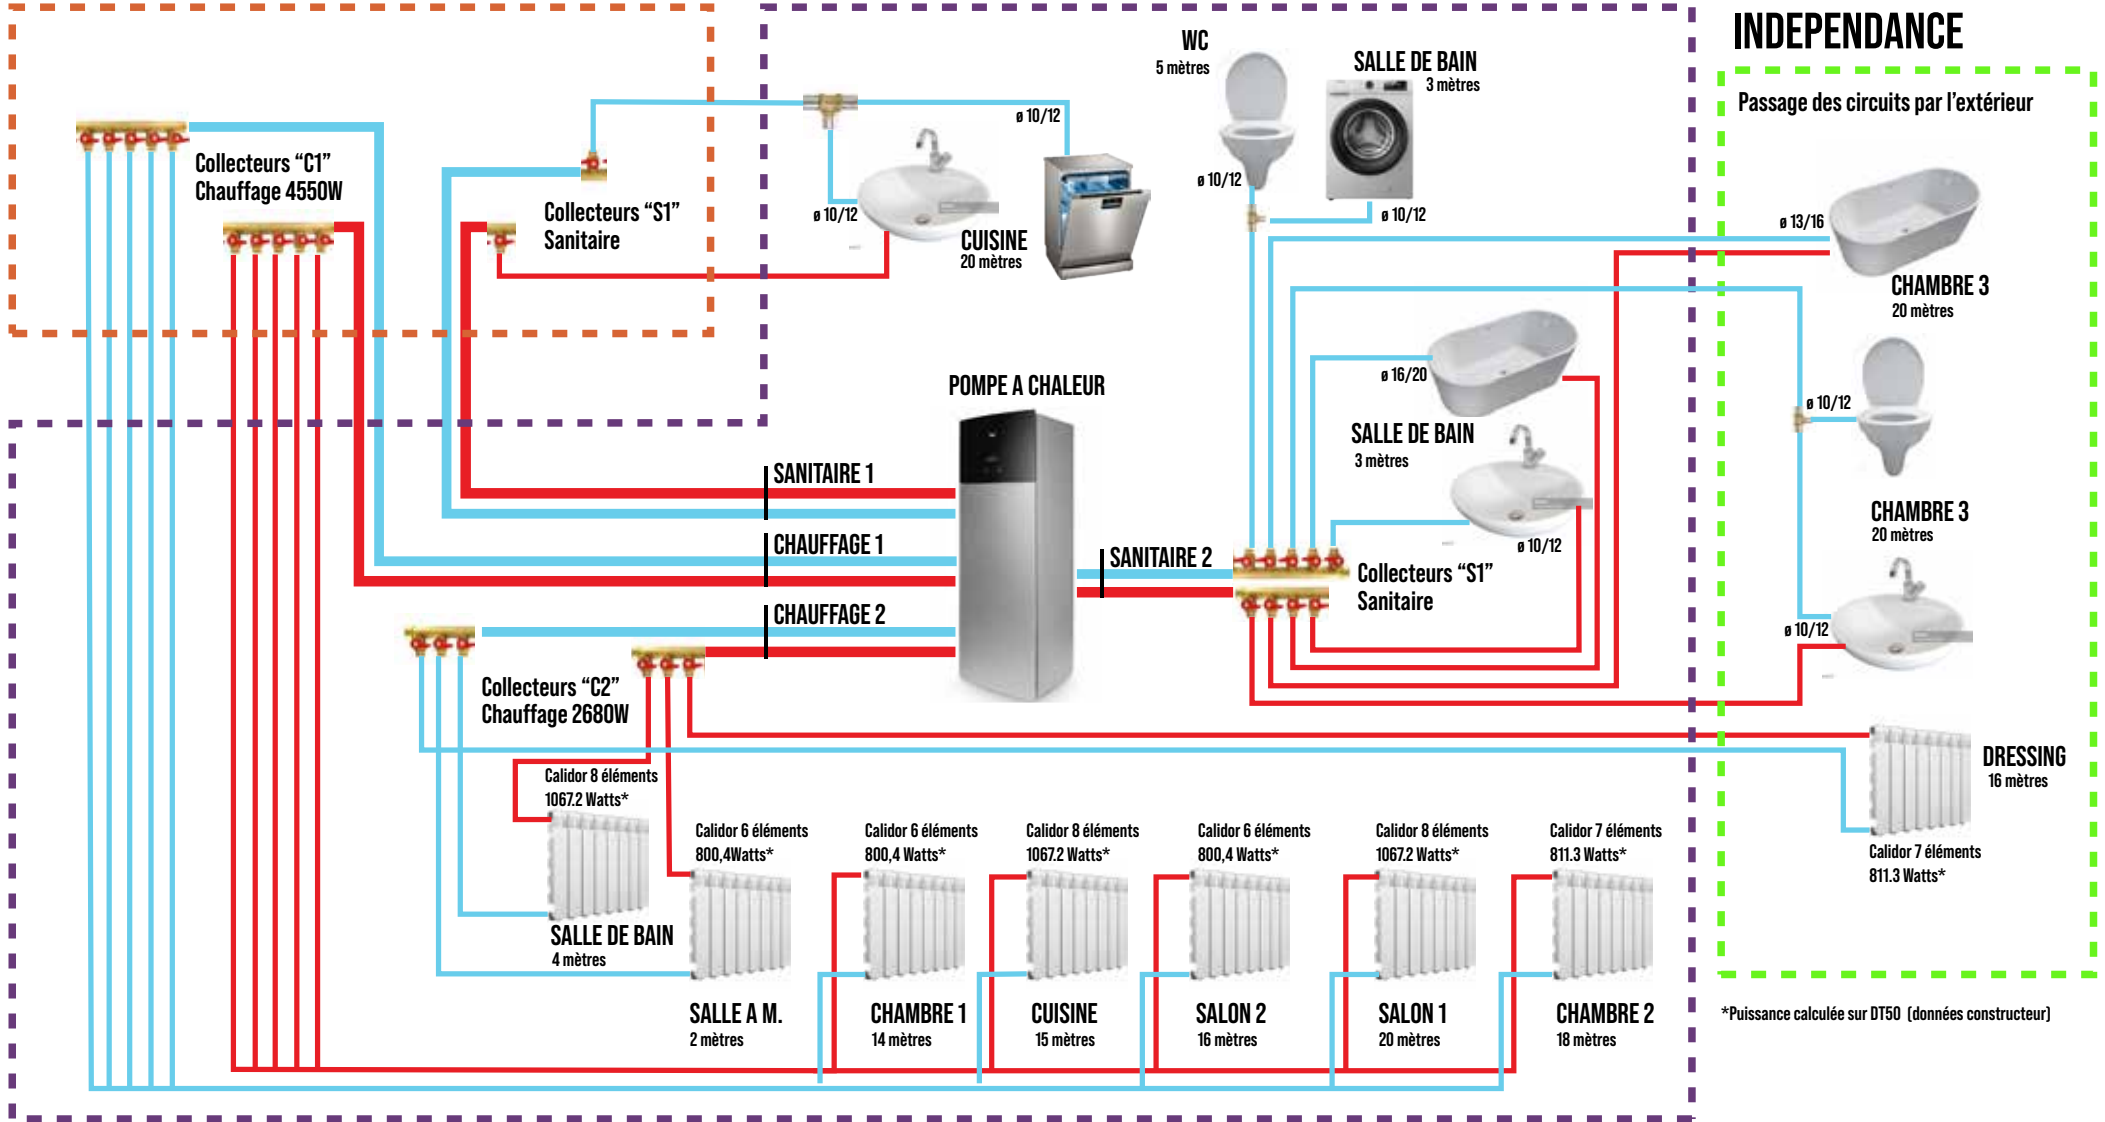 INDEPENDANCE
Passage des circuits par l'extérieur
WC
5 mètres
SALLE DE BAIN
3 mètres
ø 10/12
ø 10/12
ø 10/12
ø 10/12
Collecteurs “C1”
Chauffage 4550W
Collecteurs “S1”
Sanitaire
CUISINE
20 mètres
ø 10/12
ø 13/16
CHAMBRE 3
20 mètres
POMPE A CHALEUR
ø 16/20
SALLE DE BAIN
3 mètres
ø 10/12
ø 10/12
CHAMBRE 3
20 mètres
SANITAIRE 1
CHAUFFAGE 1
CHAUFFAGE 2
SANITAIRE 2
Collecteurs “S1”
Sanitaire
ø 10/12
Collecteurs “C2”
Chauffage 2680W
DRESSING
16 mètres
Calidor 7 éléments
811.3 Watts*
Calidor 8 éléments
1067.2 Watts*
SALLE DE BAIN
4 mètres
Calidor 6 éléments
800,4Watts*
SALLE A M.
2 mètres
Calidor 6 éléments
800,4 Watts*
CHAMBRE 1
14 mètres
Calidor 8 éléments
1067.2 Watts*
CUISINE
15 mètres
Calidor 6 éléments
800,4 Watts*
SALON 2
16 mètres
Calidor 8 éléments
1067.2 Watts*
SALON 1
20 mètres
Calidor 7 éléments
811.3 Watts*
CHAMBRE 2
18 mètres
*Puissance calculée sur DT50 (données constructeur)